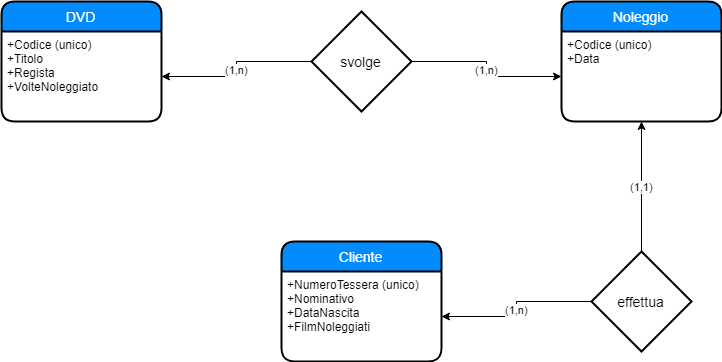 DVD
+Codice (unico)
+Titolo
+Regista
+VolteNoleggiato
(1,n)
svolge
(1,n)
Noleggio
+Codice (unico)
+Data
(1,1)
effettua
(1,n)
Cliente
+NumeroTessera (unico)
+Nominativo
+DataNascita
+FilmNoleggiati